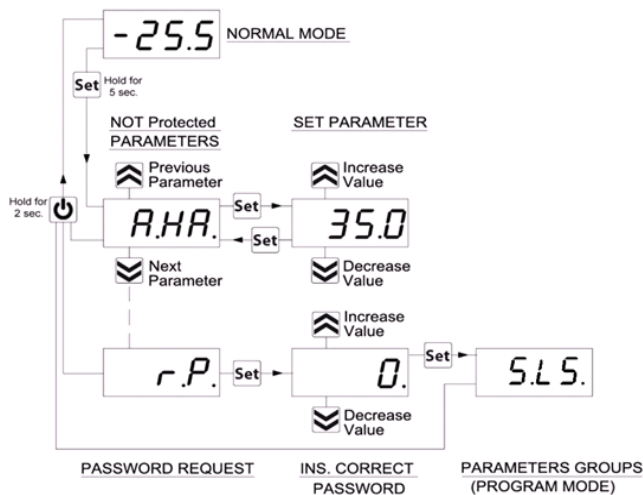 -25.5
NORMAL MODE
Set
Hold for
5 sec.
NOT Protected
PARAMETERS
SET PARAMETER
Previous
Parameter
Increase
Value
Hold for
2 sec.
A.HA.
Set
Set
35.0
Next
Parameter
Decrease
Value
Increase
Value
r.P.
Set
0.
Set
S.LS.
Decrease
Value
PASSWORD REQUEST
INS. CORRECT
PASSWORD
PARAMETERS GROUPS
(PROGRAM MODE)